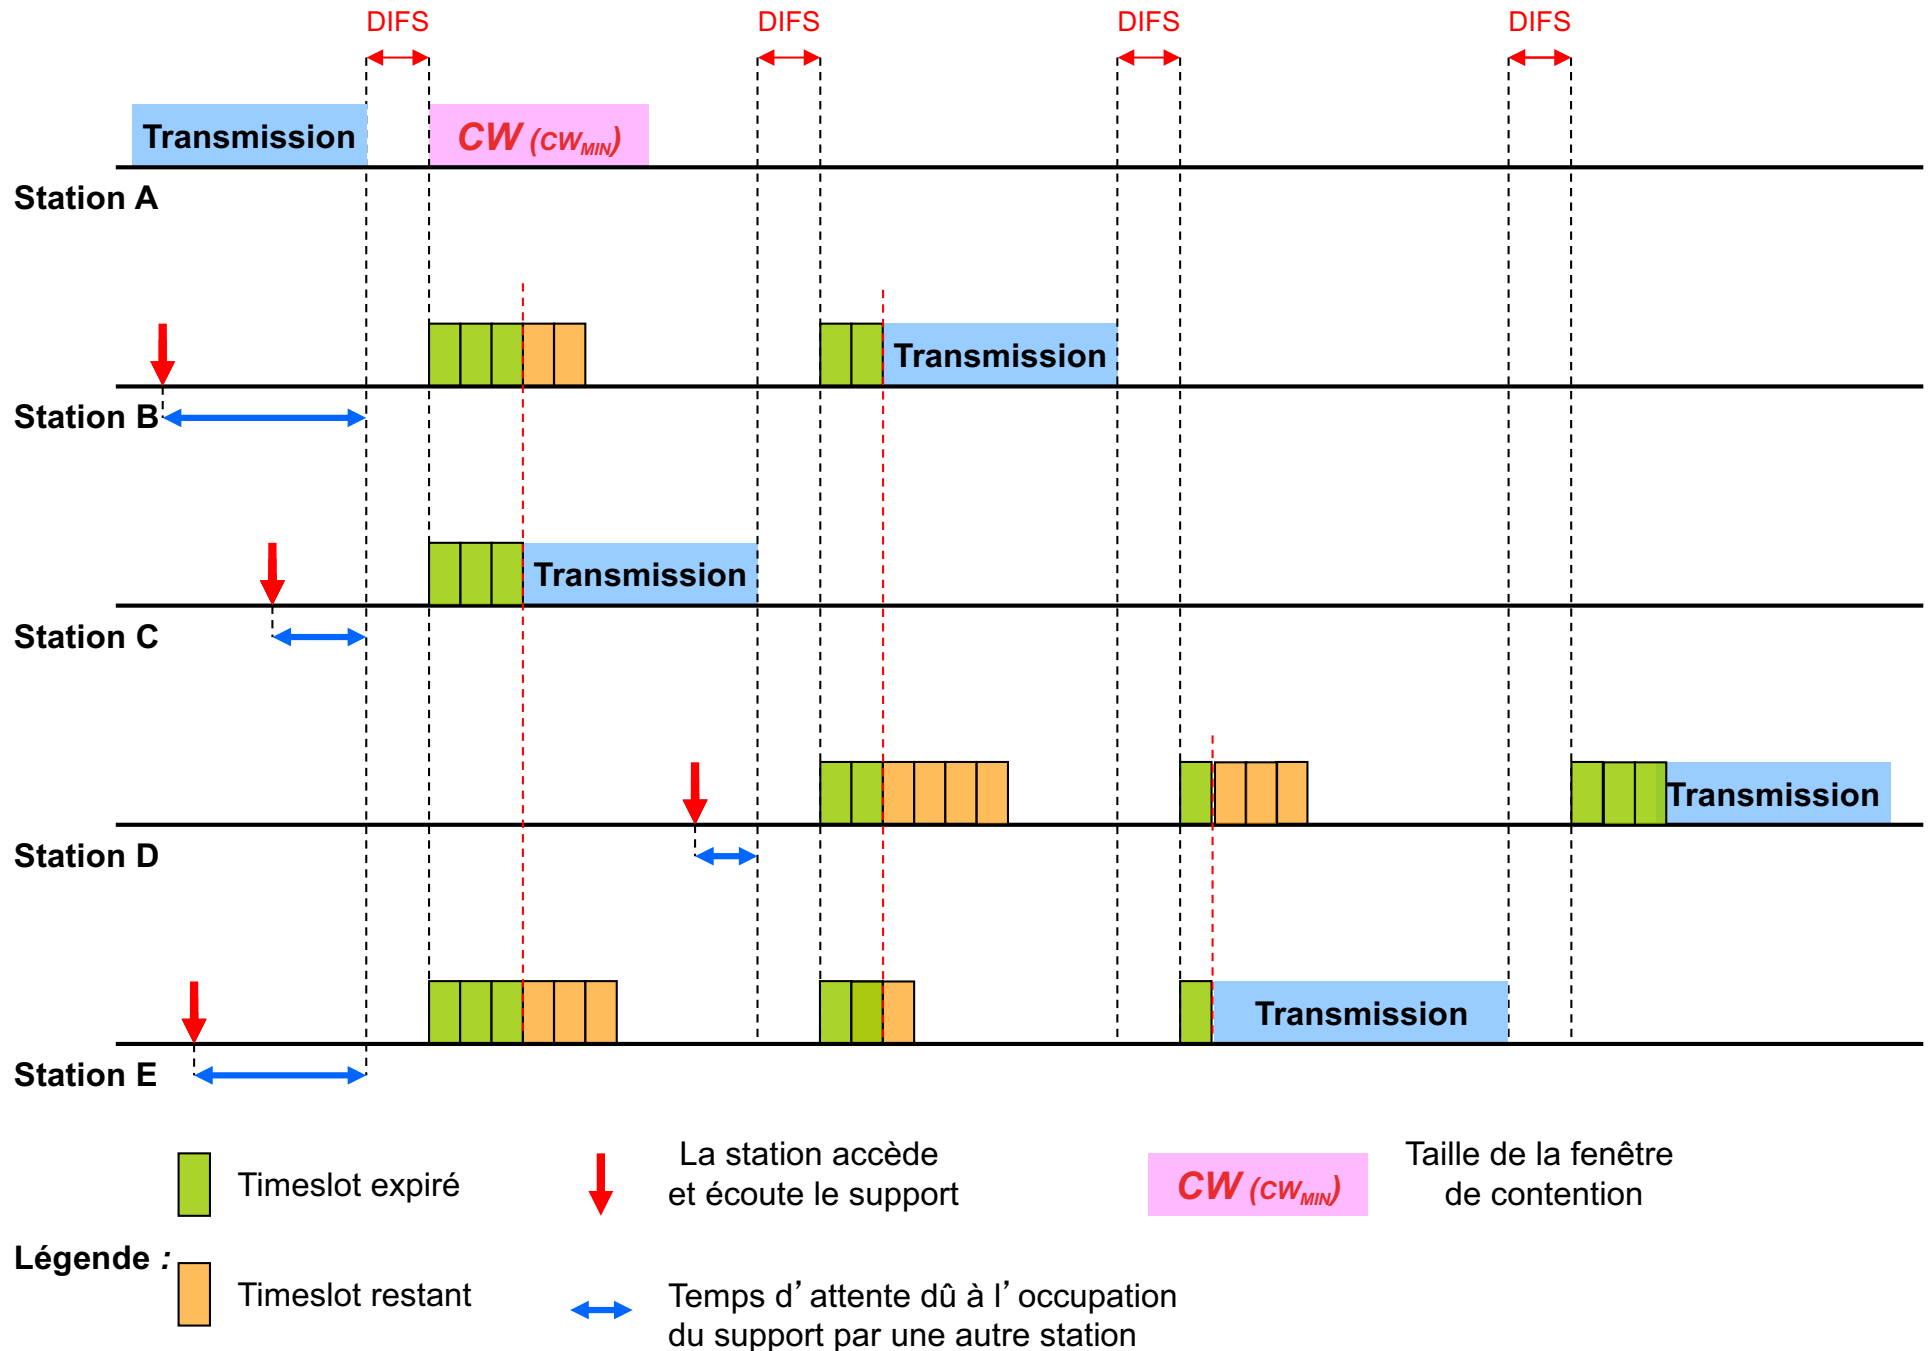 DIFS DIFS DIFS DIFS
Transmission CW (CWMIN)
Station A
Transmission
Station B
Transmission
Station C
Transmission
Station D
Transmission
Station E
Légende :
Timeslot expiré
Timeslot restant
La station accède
et écoute le support
Temps d’attente dû à l’occupation
du support par une autre station
CW (CWMIN)
Taille de la fenêtre
de contention